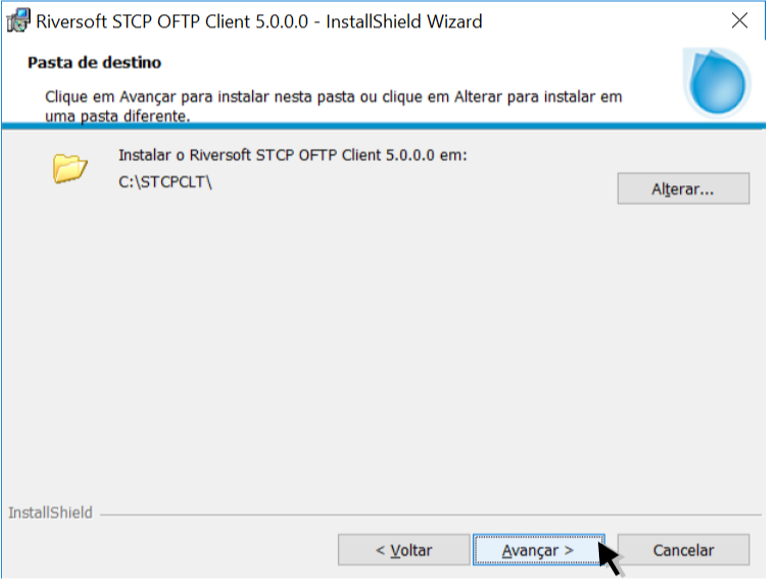 Riversoft STCP OFTP Client 5.0.0.0 - InstallShield Wizard
Pasta de destino
Clique em Avançar para instalar nesta pasta ou clique em Alterar para instalar em
uma pasta diferente.
Instalar o Riversoft STCP OFTP Client 5.0.0.0 em:
C:\STCPCLT\
Alterar...
InstallShield
< Voltar
Avançar >
Cancelar